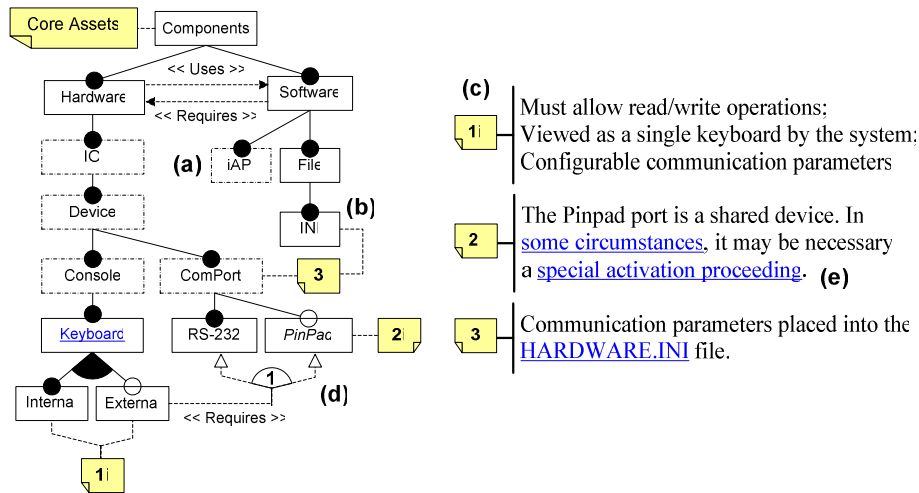 Core Assets
Components
<< Uses >>
Hardware
Software
<< Requires >>
IC
(a)
iAP
File
Device
(b)
INI
Console
ComPort
3
Keyboard
RS-232
PinPad
2i
1
(d)
Interna
Externa
<< Requires >>
1i
(c)
1i
Must allow read/write operations;
Viewed as a single keyboard by the system;
Configurable communication parameters
2
The Pinpad port is a shared device. In
some circumstances, it may be necessary
a special activation proceeding. (e)
3
Communication parameters placed into the
HARDWARE.INI file.